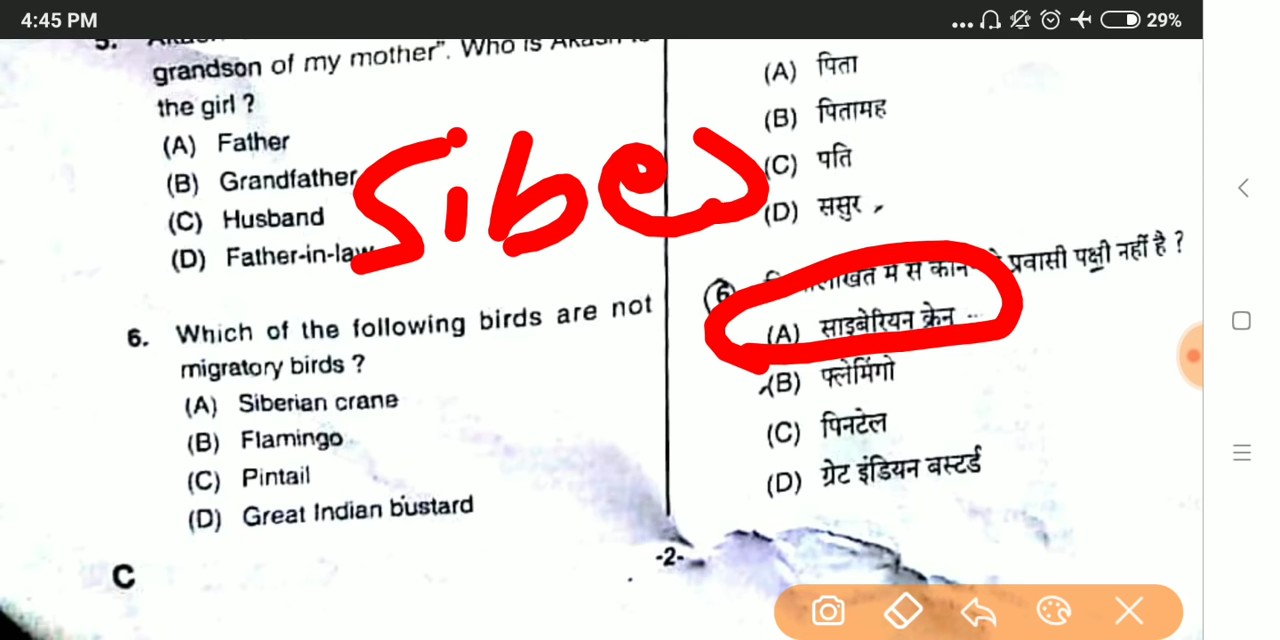 4:45 PM
... 29%
5.
grandson of my mother". Who is Akash to
the girl ?
(A) Father
(B) Grandfather
(C) Husband
(D) Father-in-law
6. Which of the following birds are not
migratory birds ?
(A) Siberian crane
(B) Flamingo
(C) Pintail
(D) Great Indian bustard
C
(A) पिता
(B) पितामह
(C) पति
(D) ससुर
6 में से कौन प्रवासी पक्षी नहीं है ?
(A) साइबेरियन क्रेन
(B) फ्लेमिंगो
(C) पिनटेल
(D) ग्रेट इंडियन बस्टर्ड
-2-